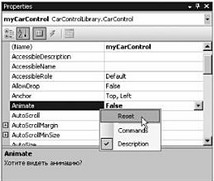 Properties
myCarControl CarControlLibrary.CarControl
(Name) myCarControl
AccessibleDescription
AccessibleName
AccessibleRole Default
AllowDrop False
Anchor Top, Left
Animate False
AutoScroll
AutoScrollMargin
AutoScrollMinSize
Reset
Commands
Description
Animate
Хотите видеть анимацию?